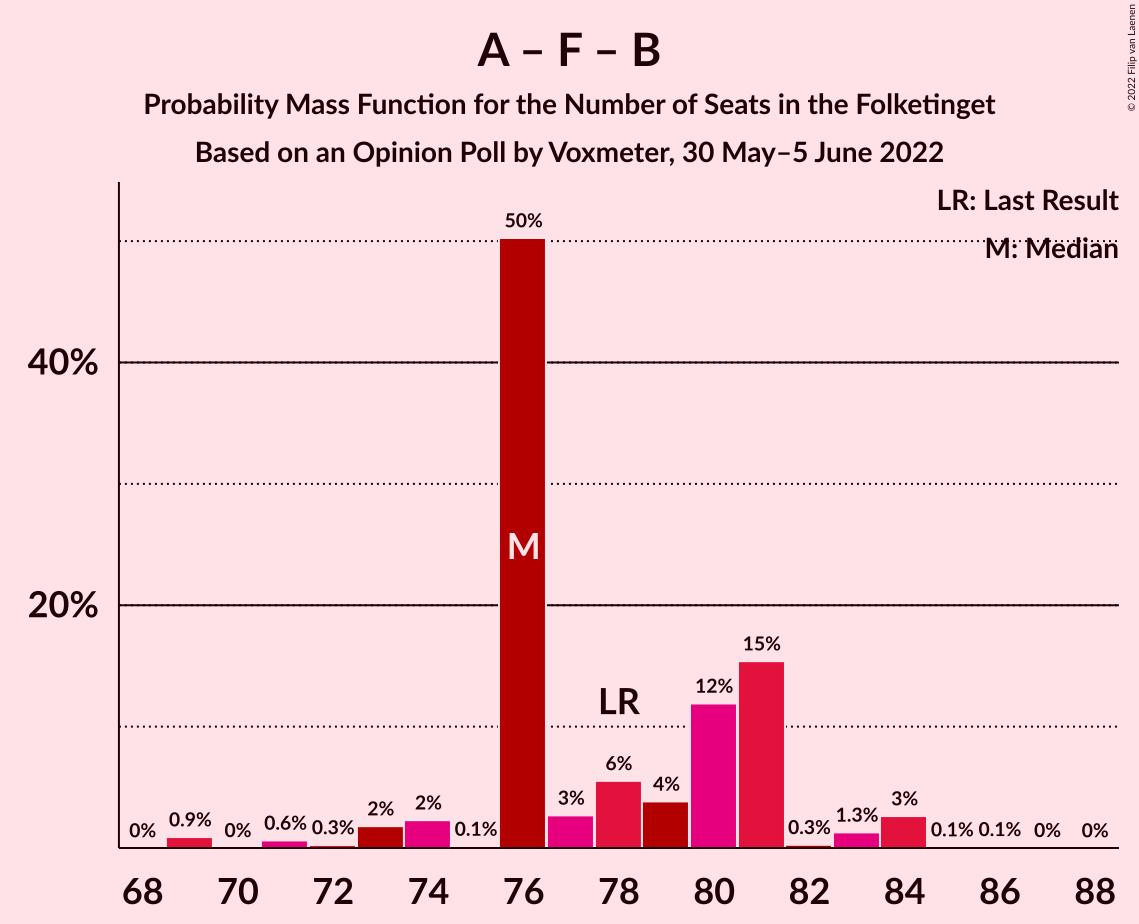 A – F – B
Probability Mass Function for the Number of Seats in the Folketinget
Based on an Opinion Poll by Voxmeter, 30 May–5 June 2022
© 2022 Filip van Laenen
LR: Last Result
M: Median
50%
40%
M
20%
15%
12%
LR
6%
4%
3%
3%
2%
2%
1.3%
0%
0.9%
0%
0.6%
0.3%
0.1%
0.3%
0.1%
0.1%
0%
0%
68 70 72 74 76 78 80 82 84 86 88